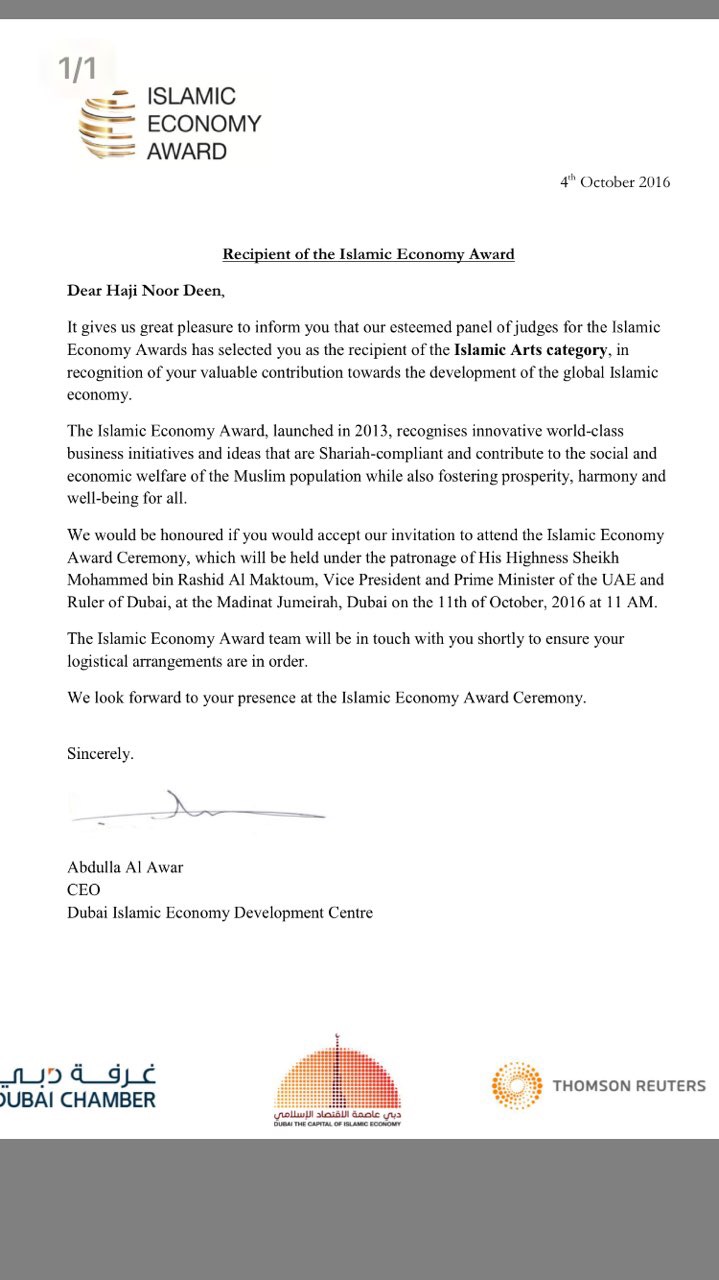 1/1
ISLAMIC
ECONOMY
AWARD
4th October 2016
Recipient of the Islamic Economy Award
Dear Haji Noor Deen,
It gives us great pleasure to inform you that our esteemed panel of judges for the Islamic
Economy Awards has selected you as the recipient of the Islamic Arts category, in
recognition of your valuable contribution towards the development of the global Islamic
economy.
The Islamic Economy Award, launched in 2013, recognises innovative world-class
business initiatives and ideas that are Shariah-compliant and contribute to the social and
economic welfare of the Muslim population while also fostering prosperity, harmony and
well-being for all.
We would be honoured if you would accept our invitation to attend the Islamic Economy
Award Ceremony, which will be held under the patronage of His Highness Sheikh
Mohammed bin Rashid Al Maktoum, Vice President and Prime Minister of the UAE and
Ruler of Dubai, at the Madinat Jumeirah, Dubai on the 11th of October, 2016 at 11 AM.
The Islamic Economy Award team will be in touch with you shortly to ensure your
logistical arrangements are in order.
We look forward to your presence at the Islamic Economy Award Ceremony.
Sincerely.
Abdulla Al Awar
CEO
Dubai Islamic Economy Development Centre
غرفة دبي
DUBAI CHAMBER
دبي عاصمة الاقتصاد الإسلامي
DUBAI THE CAPITAL OF ISLAMIC ECONOMY
THOMSON REUTERS